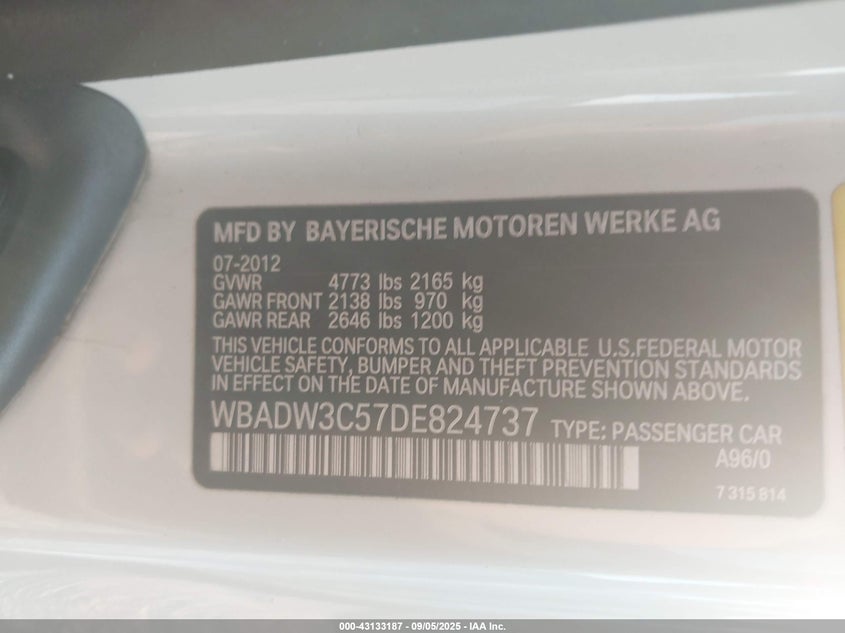 MFD BY BAYERISCHE MOTOREN WERKE AG
07-2012
GVWR 4773 lbs 2165 kg
GAWR FRONT 2138 lbs 970 kg
GAWR REAR 2646 lbs 1200 kg
THIS VEHICLE CONFORMS TO ALL APPLICABLE U.S.FEDERAL MOTOR
VEHICLE SAFETY, BUMPER AND THEFT PREVENTION STANDARDS
IN EFFECT ON THE DATE OF MANUFACTURE SHOWN ABOVE.
WBADW3C57DE824737 TYPE: PASSENGER CAR
A96/0
7 315 814
000-43133187 - 09/05/2025 - IAA Inc.